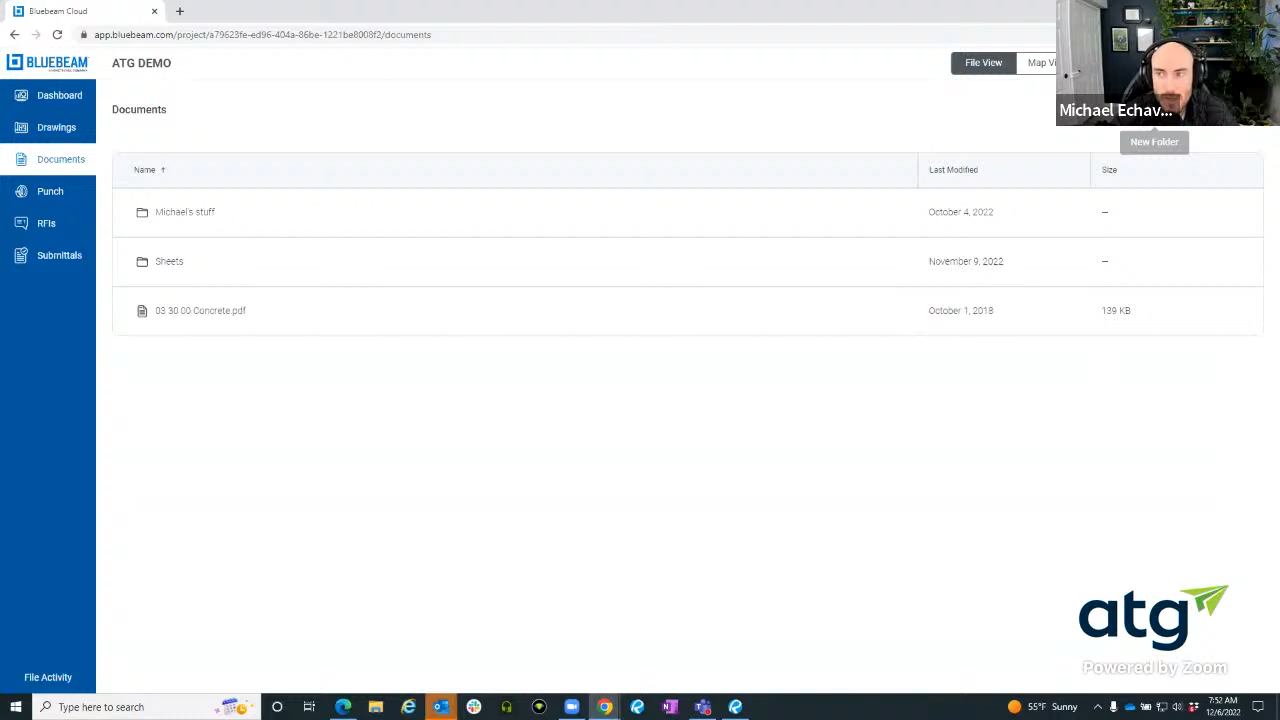 Bluebeam Cloud
app.bluebeam.com/project/a79623fe-ed96-404a-86be-1221be8008f2/documents
BLUEBEAM
ATG DEMO
File View
Map Vi
Michael Echav...
Dashboard
Drawings
Documents
Punch
RFIs
Submittals
File Activity
Documents
New Folder
Name ↑
Last Modified
Size
Michael's stuff
October 4, 2022
—
Sheets
November 9, 2022
—
03 30 00 Concrete.pdf
October 1, 2018
139 KB
atg
Powered by Zoom
Type here to search
55°F Sunny
7:52 AM
12/6/2022